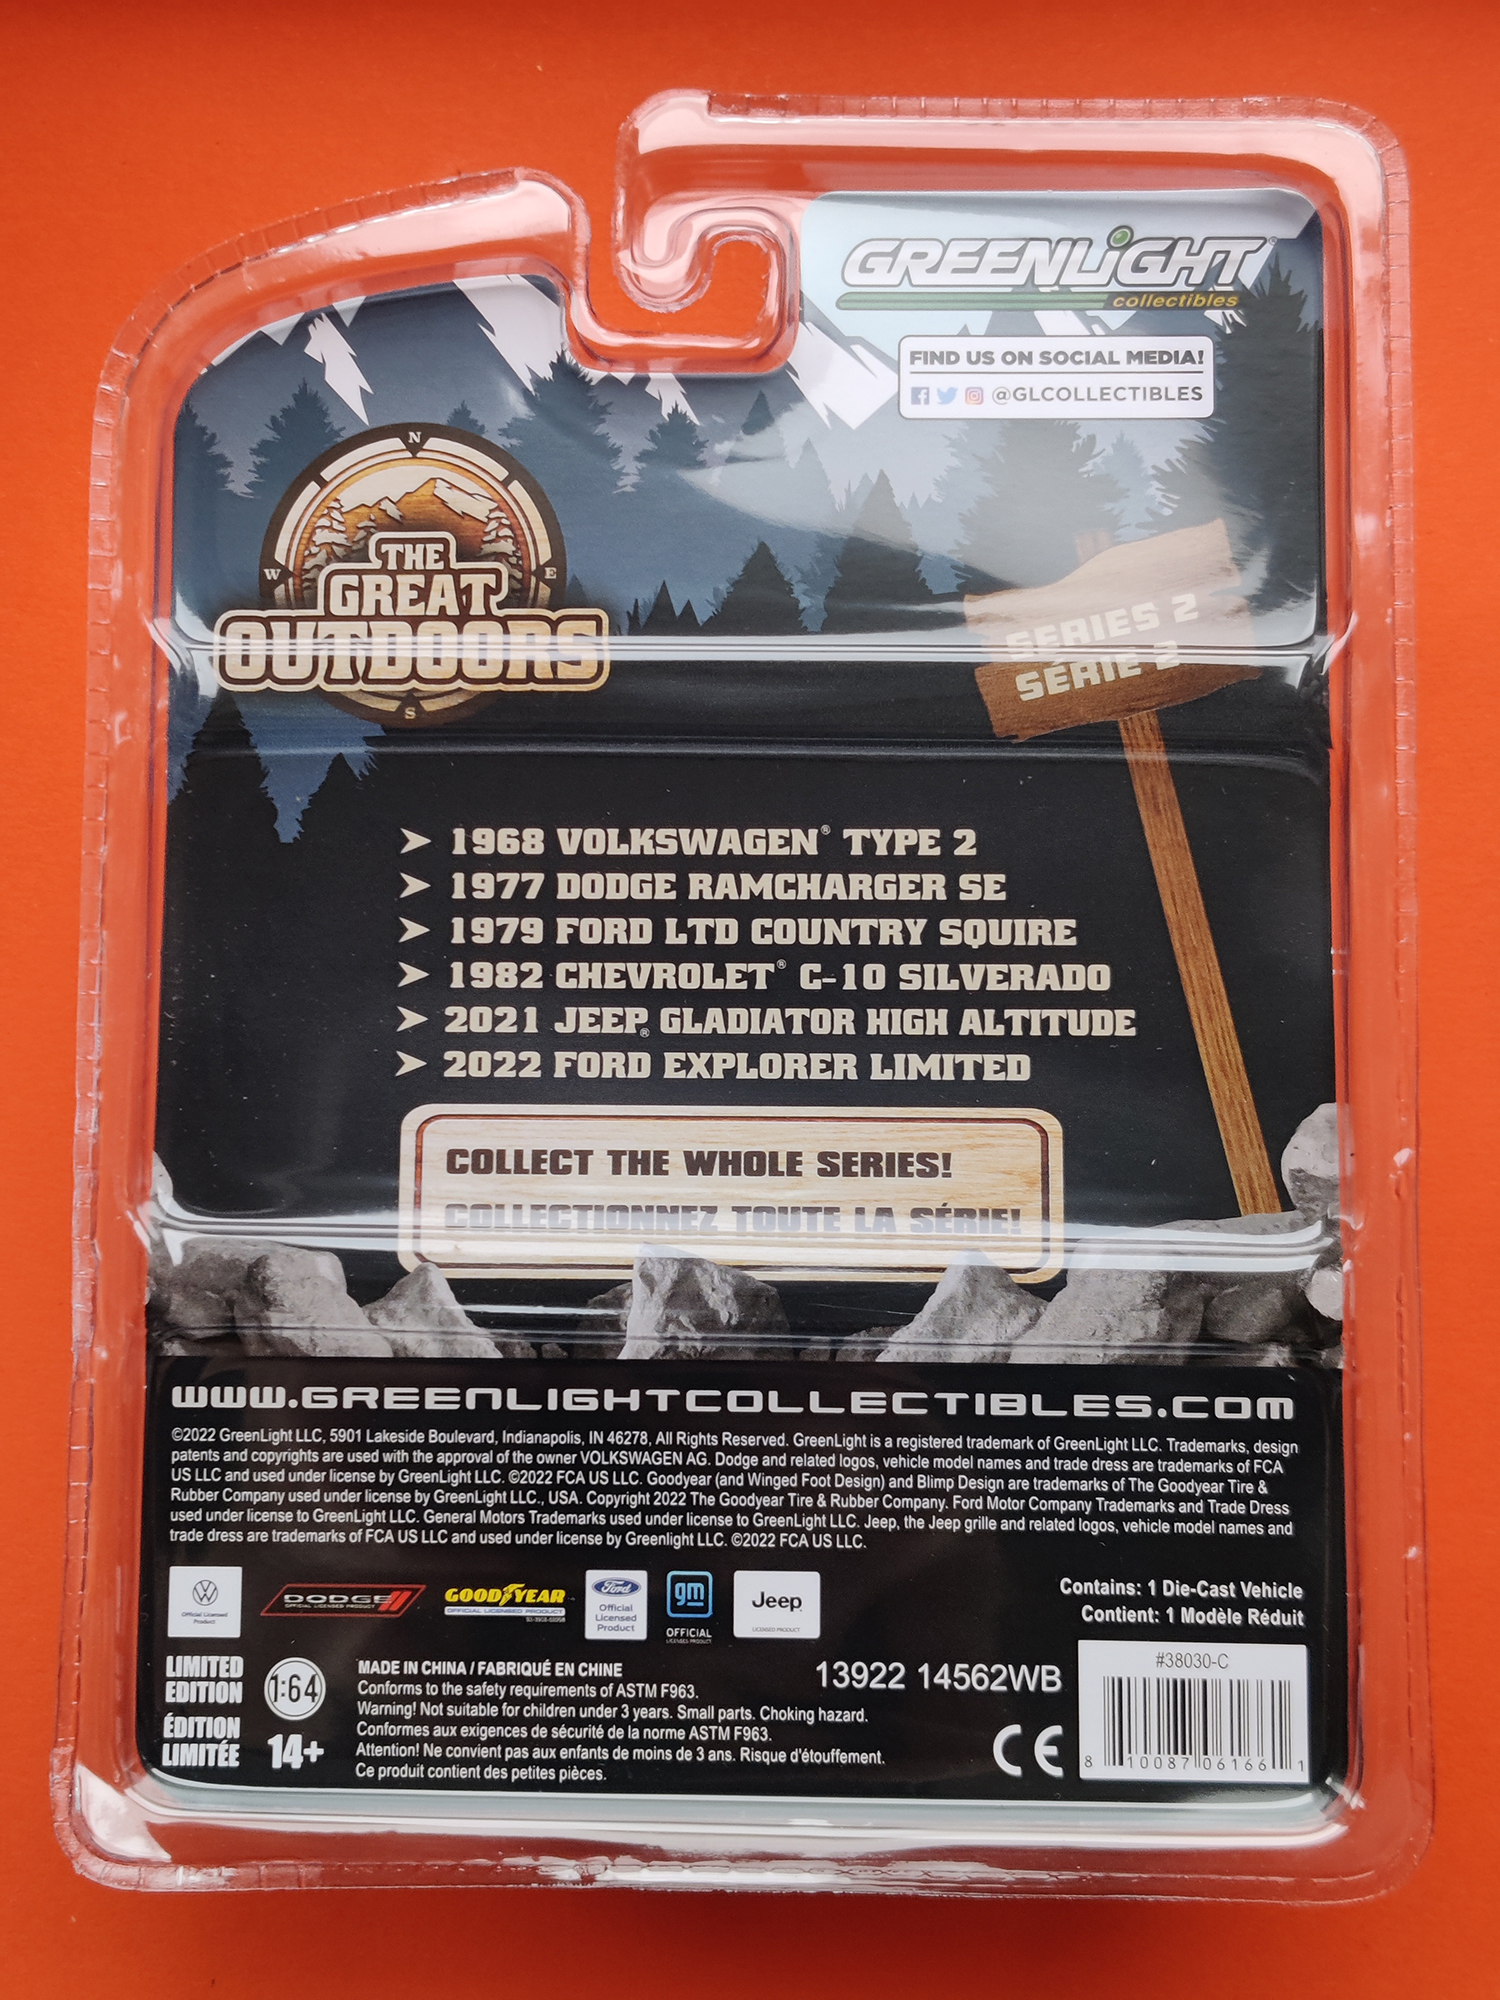 GREENLiGHT®
collectibles
FIND US ON SOCIAL MEDIA!
@GLCOLLECTIBLES
N
W E
THE
GREAT
OUTDOORS
S
SERIES 2
SÉRIE 2
➤ 1968 VOLKSWAGEN® TYPE 2
➤ 1977 DODGE RAMCHARGER SE
➤ 1979 FORD LTD COUNTRY SQUIRE
➤ 1982 CHEVROLET® C-10 SILVERADO
➤ 2021 JEEP® GLADIATOR HIGH ALTITUDE
➤ 2022 FORD EXPLORER LIMITED
COLLECT THE WHOLE SERIES!
COLLECTIONNEZ TOUTE LA SÉRIE!
WWW.GREENLIGHTCOLLECTIBLES.COM
©2022 GreenLight LLC, 5901 Lakeside Boulevard, Indianapolis, IN 46278, All Rights Reserved. GreenLight is a registered trademark of GreenLight LLC. Trademarks, design
patents and copyrights are used with the approval of the owner VOLKSWAGEN AG. Dodge and related logos, vehicle model names and trade dress are trademarks of FCA
US LLC and used under license by GreenLight LLC. ©2022 FCA US LLC. Goodyear (and Winged Foot Design) and Blimp Design are trademarks of The Goodyear Tire &
Rubber Company used under license by GreenLight LLC., USA. Copyright 2022 The Goodyear Tire & Rubber Company. Ford Motor Company Trademarks and Trade Dress
used under license to GreenLight LLC. General Motors Trademarks used under license to GreenLight LLC. Jeep, the Jeep grille and related logos, vehicle model names and
trade dress are trademarks of FCA US LLC and used under license by Greenlight LLC. ©2022 FCA US LLC.
Official Licensed
Product
DODGE
OFFICIAL LICENSED PRODUCT
GOODYEAR
OFFICIAL LICENSED PRODUCT
Ford
Official
Licensed
Product
gm
OFFICIAL
LICENSED PRODUCT
Jeep
LICENSED PRODUCT
Contains: 1 Die-Cast Vehicle
Contient: 1 Modèle Réduit
LIMITED
EDITION
ÉDITION
LIMITÉE
1:64
14+
MADE IN CHINA / FABRIQUÉ EN CHINE
Conforms to the safety requirements of ASTM F963.
Warning! Not suitable for children under 3 years. Small parts. Choking hazard.
Conformes aux exigences de sécurité de la norme ASTM F963.
Attention! Ne convient pas aux enfants de moins de 3 ans. Risque d'étouffement.
Ce produit contient des petites pièces.
13922 14562WB
CE
#38030-C
8 10087 06166 1